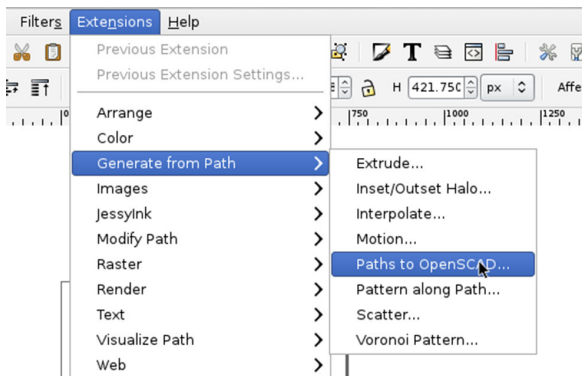 Filters Extensions Help
Previous Extension
Previous Extension Settings...
H 421.750 px Affe
0 750 1000 1250
Arrange
Color
Generate from Path
Images
JessyInk
Modify Path
Raster
Render
Text
Visualize Path
Web
Extrude...
Inset/Outset Halo...
Interpolate...
Motion...
Paths to OpenSCAD...
Pattern along Path...
Scatter...
Voronoi Pattern...